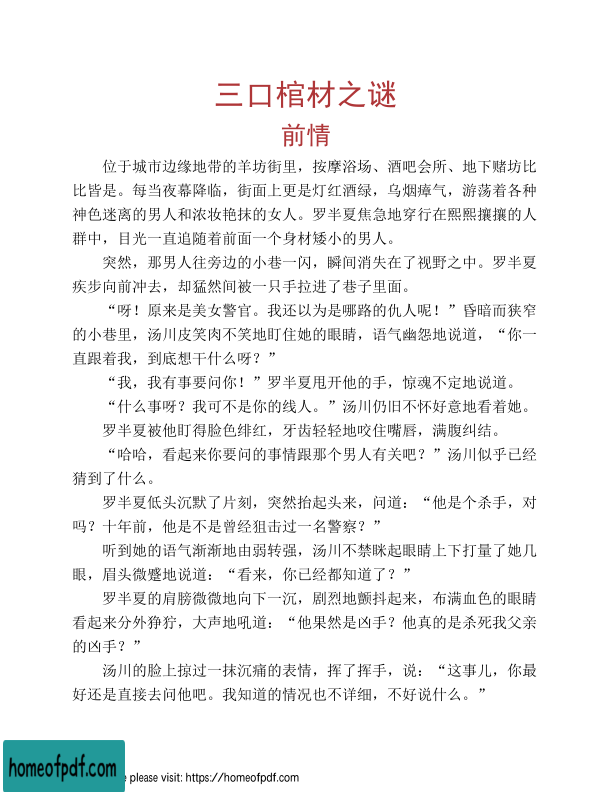 三口棺材之谜
前情
位于城市边缘地带的羊坊街里，按摩浴场、酒吧会所、地下赌坊比
比皆是。每当夜幕降临，街面上更是灯红酒绿，乌烟瘴气，游荡着各种
神色迷离的男人和浓妆艳抹的女人。罗半夏焦急地穿行在熙熙攘攘的人
群中，目光一直追随着前面一个身材矮小的男人。
突然，那男人往旁边的小巷一闪，瞬间消失在了视野之中。罗半夏
疾步向前冲去，却猛然间被一只手拉进了巷子里面。
“呀！原来是美女警官。我还以为是哪路的仇人呢！”昏暗而狭窄
的小巷里，汤川皮笑肉不笑地盯住她的眼睛，语气幽怨地说道，“你一
直跟着我，到底想干什么呀？”
“我，我有事要问你！”罗半夏甩开他的手，惊魂不定地说道。
“什么事呀？我可不是你的线人。”汤川仍旧不怀好意地看着她。
罗半夏被他盯得脸色绯红，牙齿轻轻地咬住嘴唇，满腹纠结。
“哈哈，看起来你要问的事情跟那个男人有关吧？”汤川似乎已经
猜到了什么。
罗半夏低头沉默了片刻，突然抬起头来，问道：“他是个杀手，对
吗？十年前，他是不是曾经狙击过一名警察？”
听到她的语气渐渐地由弱转强，汤川不禁眯起眼睛上下打量了她几
眼，眉头微蹙地说道：“看来，你已经都知道了？”
罗半夏的肩膀微微地向下一沉，剧烈地颤抖起来，布满血色的眼睛
看起来分外狰狞，大声地吼道：“他果然是凶手？他真的是杀死我父亲
的凶手？”
汤川的脸上掠过一抹沉痛的表情，挥了挥手，说：“这事儿，你最
好还是直接去问他吧。我知道的情况也不详细，不好说什么。”
homeofpdf.com
e please visit: https://homeofpdf.com